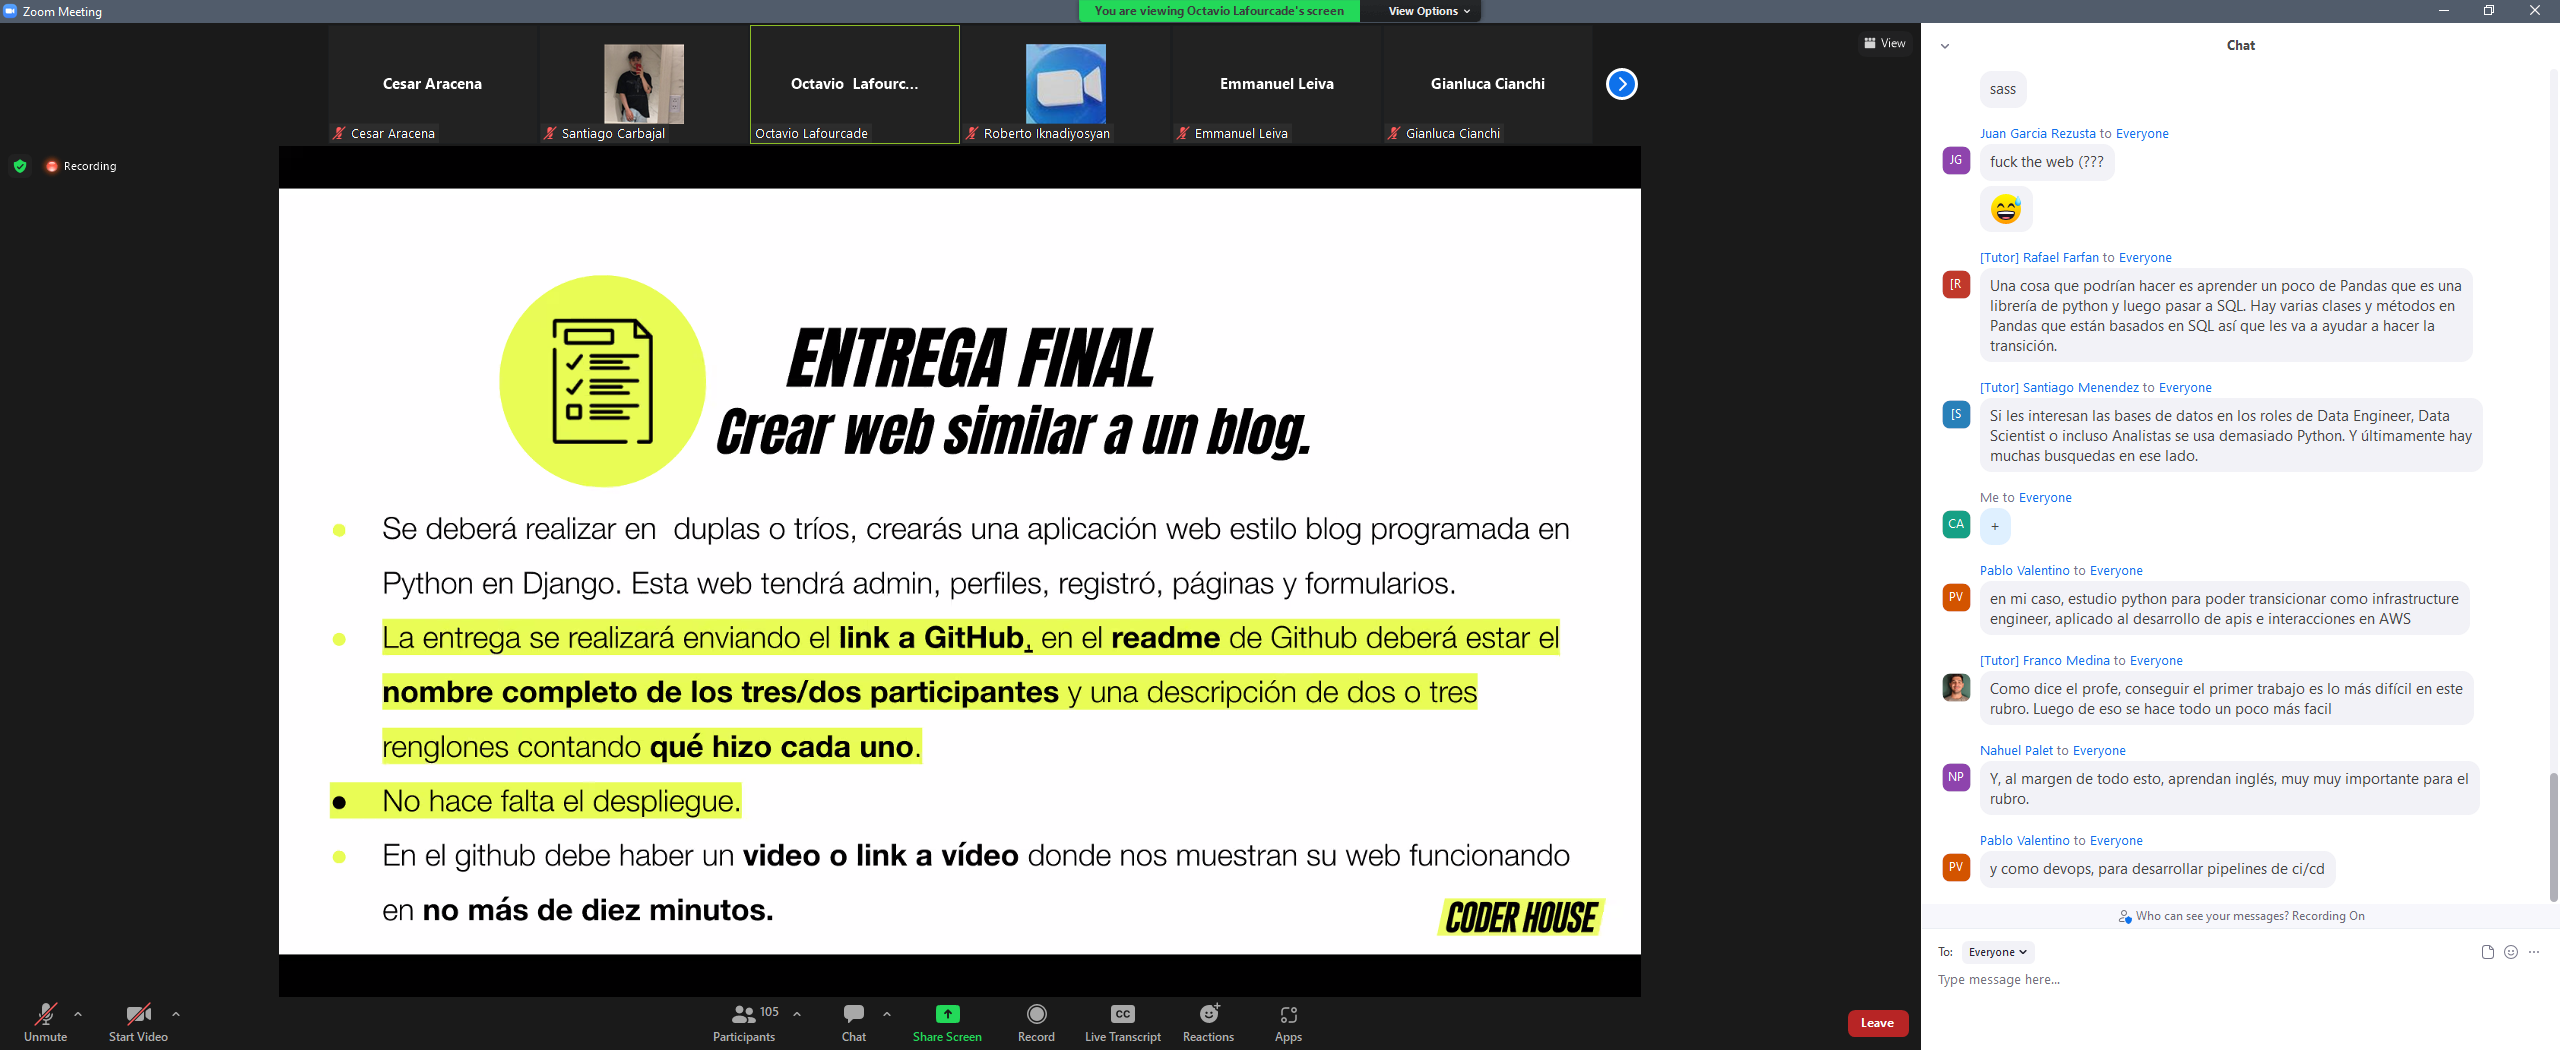 Zoom Meeting
You are viewing Octavio Lafourcade's screen
View Options
View
Cesar Aracena
Octavio Lafourc...
Emmanuel Leiva
Gianluca Cianchi
Cesar Aracena
Santiago Carbajal
Octavio Lafourcade
Roberto Iknadiyosyan
Emmanuel Leiva
Gianluca Cianchi
Recording
ENTREGA FINAL
Crear web similar a un blog.
Se deberá realizar en duplas o tríos, crearás una aplicación web estilo blog programada en
Python en Django. Esta web tendrá admin, perfiles, registró, páginas y formularios.
La entrega se realizará enviando el link a GitHub, en el readme de Github deberá estar el
nombre completo de los tres/dos participantes y una descripción de dos o tres
renglones contando qué hizo cada uno.
No hace falta el despliegue.
En el github debe haber un video o link a vídeo donde nos muestran su web funcionando
en no más de diez minutos.
CODER HOUSE
Unmute
Start Video
105
Participants
Chat
Share Screen
Record
CC
Live Transcript
Reactions
Apps
Leave
Chat
sass
Juan Garcia Rezusta to Everyone
JG
fuck the web (???
[Tutor] Rafael Farfan to Everyone
[R
Una cosa que podrían hacer es aprender un poco de Pandas que es una
librería de python y luego pasar a SQL. Hay varias clases y métodos en
Pandas que están basados en SQL así que les va a ayudar a hacer la
transición.
[Tutor] Santiago Menendez to Everyone
[S
Si les interesan las bases de datos en los roles de Data Engineer, Data
Scientist o incluso Analistas se usa demasiado Python. Y últimamente hay
muchas busquedas en ese lado.
Me to Everyone
CA
+
Pablo Valentino to Everyone
PV
en mi caso, estudio python para poder transicionar como infrastructure
engineer, aplicado al desarrollo de apis e interacciones en AWS
[Tutor] Franco Medina to Everyone
Como dice el profe, conseguir el primer trabajo es lo más difícil en este
rubro. Luego de eso se hace todo un poco más facil
Nahuel Palet to Everyone
NP
Y, al margen de todo esto, aprendan inglés, muy muy importante para el
rubro.
Pablo Valentino to Everyone
PV
y como devops, para desarrollar pipelines de ci/cd
Who can see your messages? Recording On
To: Everyone
Type message here...